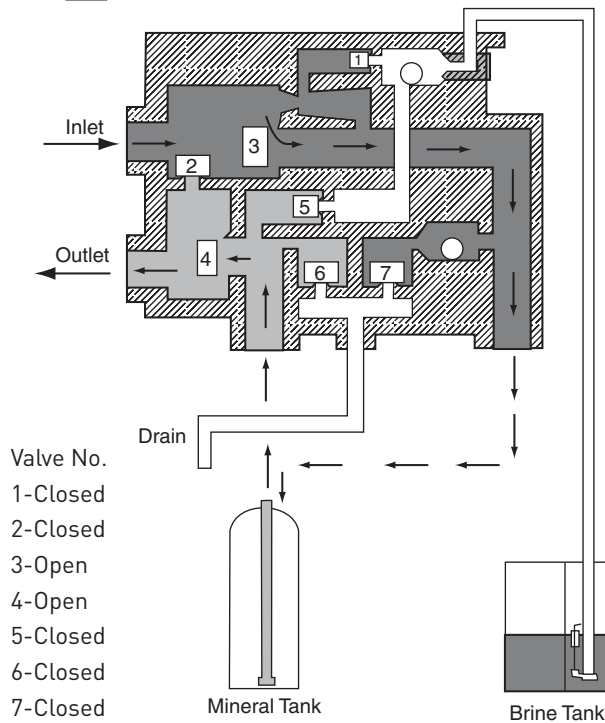 1
Inlet
3
2
5
Outlet
4
6
7
Drain
Valve No.
1-Closed
2-Closed
3-Open
4-Open
5-Closed
6-Closed
7-Closed
Mineral Tank
Brine Tank